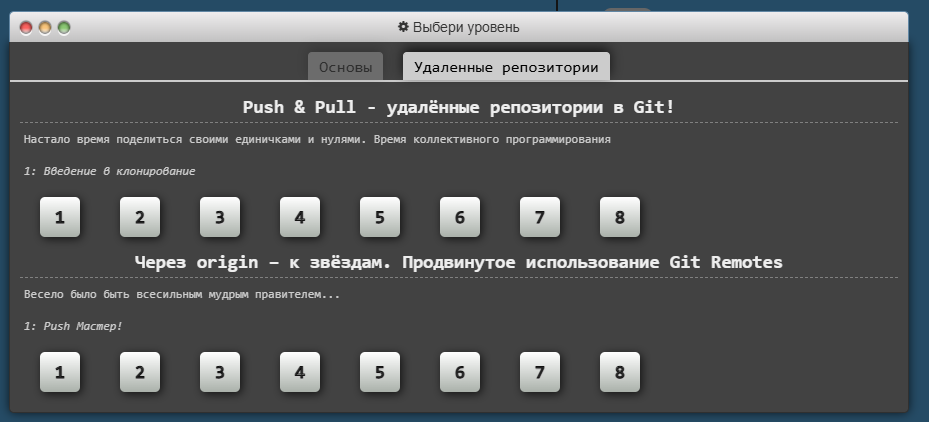 Выбери уровень
Основы
Удаленные репозитории
Push & Pull - удалённые репозитории в Git!
Настало время поделиться своими единичками и нулями. Время коллективного программирования
1: Введение в клонирование
1 2 3 4 5 6 7 8
Через origin – к звёздам. Продвинутое использование Git Remotes
Весело было быть всесильным мудрым правителем...
1: Push Мастер!
1 2 3 4 5 6 7 8